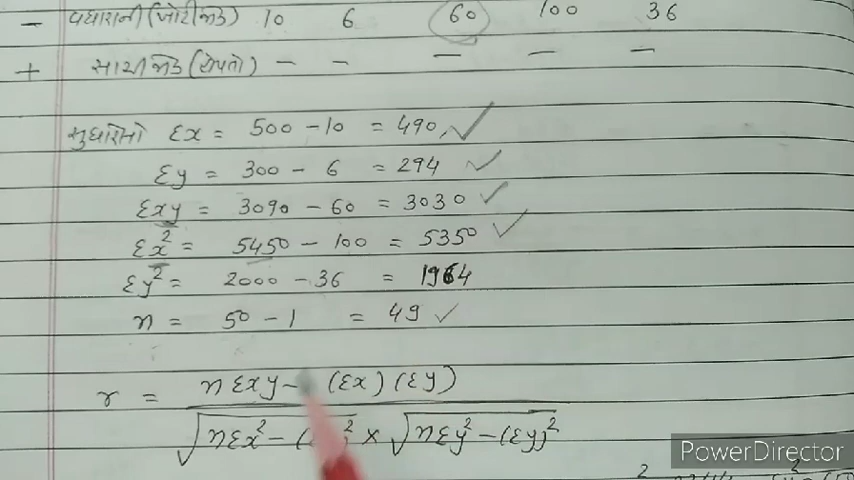 - વધારાની (ખોટી જોડ) 10 6 60 100 36
+ સાચી જોડ ( - - - - -
સુધારેલો Σx = 500 - 10 = 490, ✓
Σy = 300 - 6 = 294 ✓
Σxy = 3090 - 60 = 3030 ✓
Σx² = 5450 - 100 = 5350 ✓
Σy² = 2000 - 36 = 1964
n = 50 - 1 = 49 ✓
r = nΣxy - (Σx) (Σy)
√nΣx² - ( )² × √nΣy² - (Σy)²
PowerDirector